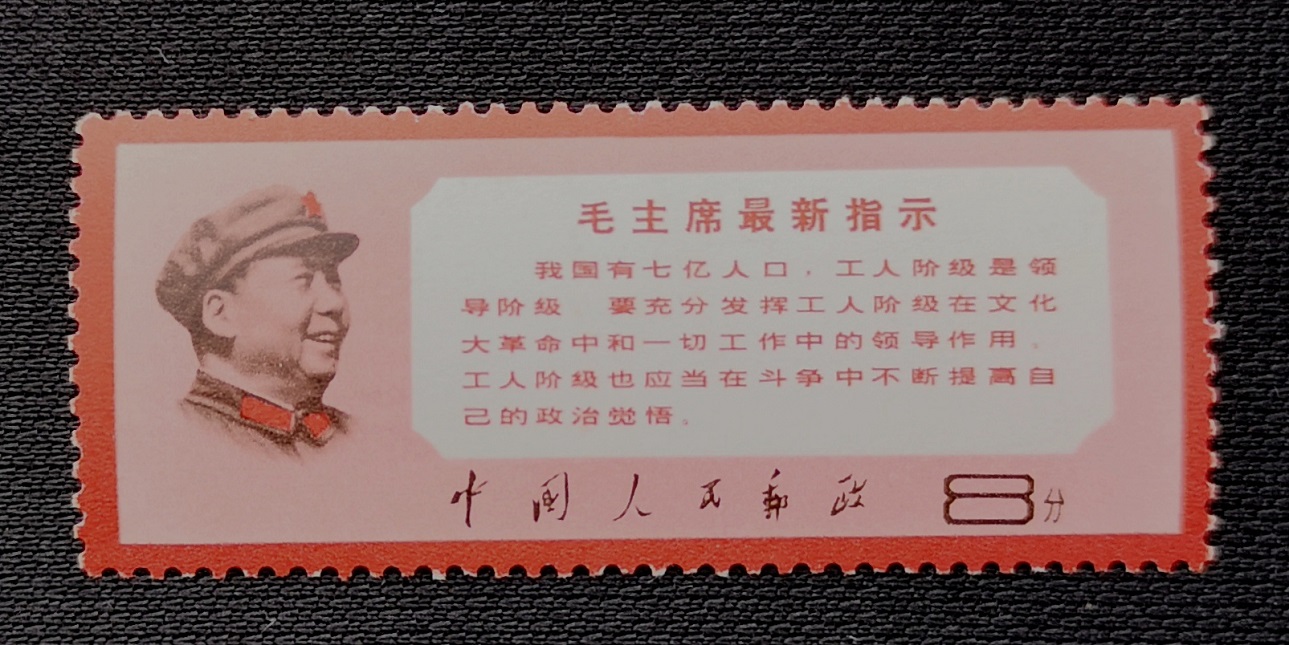 毛主席最新指示
我国有七亿人口，工人阶级是领
导阶级 要充分发挥工人阶级在文化
大革命中和一切工作中的领导作用。
工人阶级也应当在斗争中不断提高自
己的政治觉悟。
中国人民邮政 8分